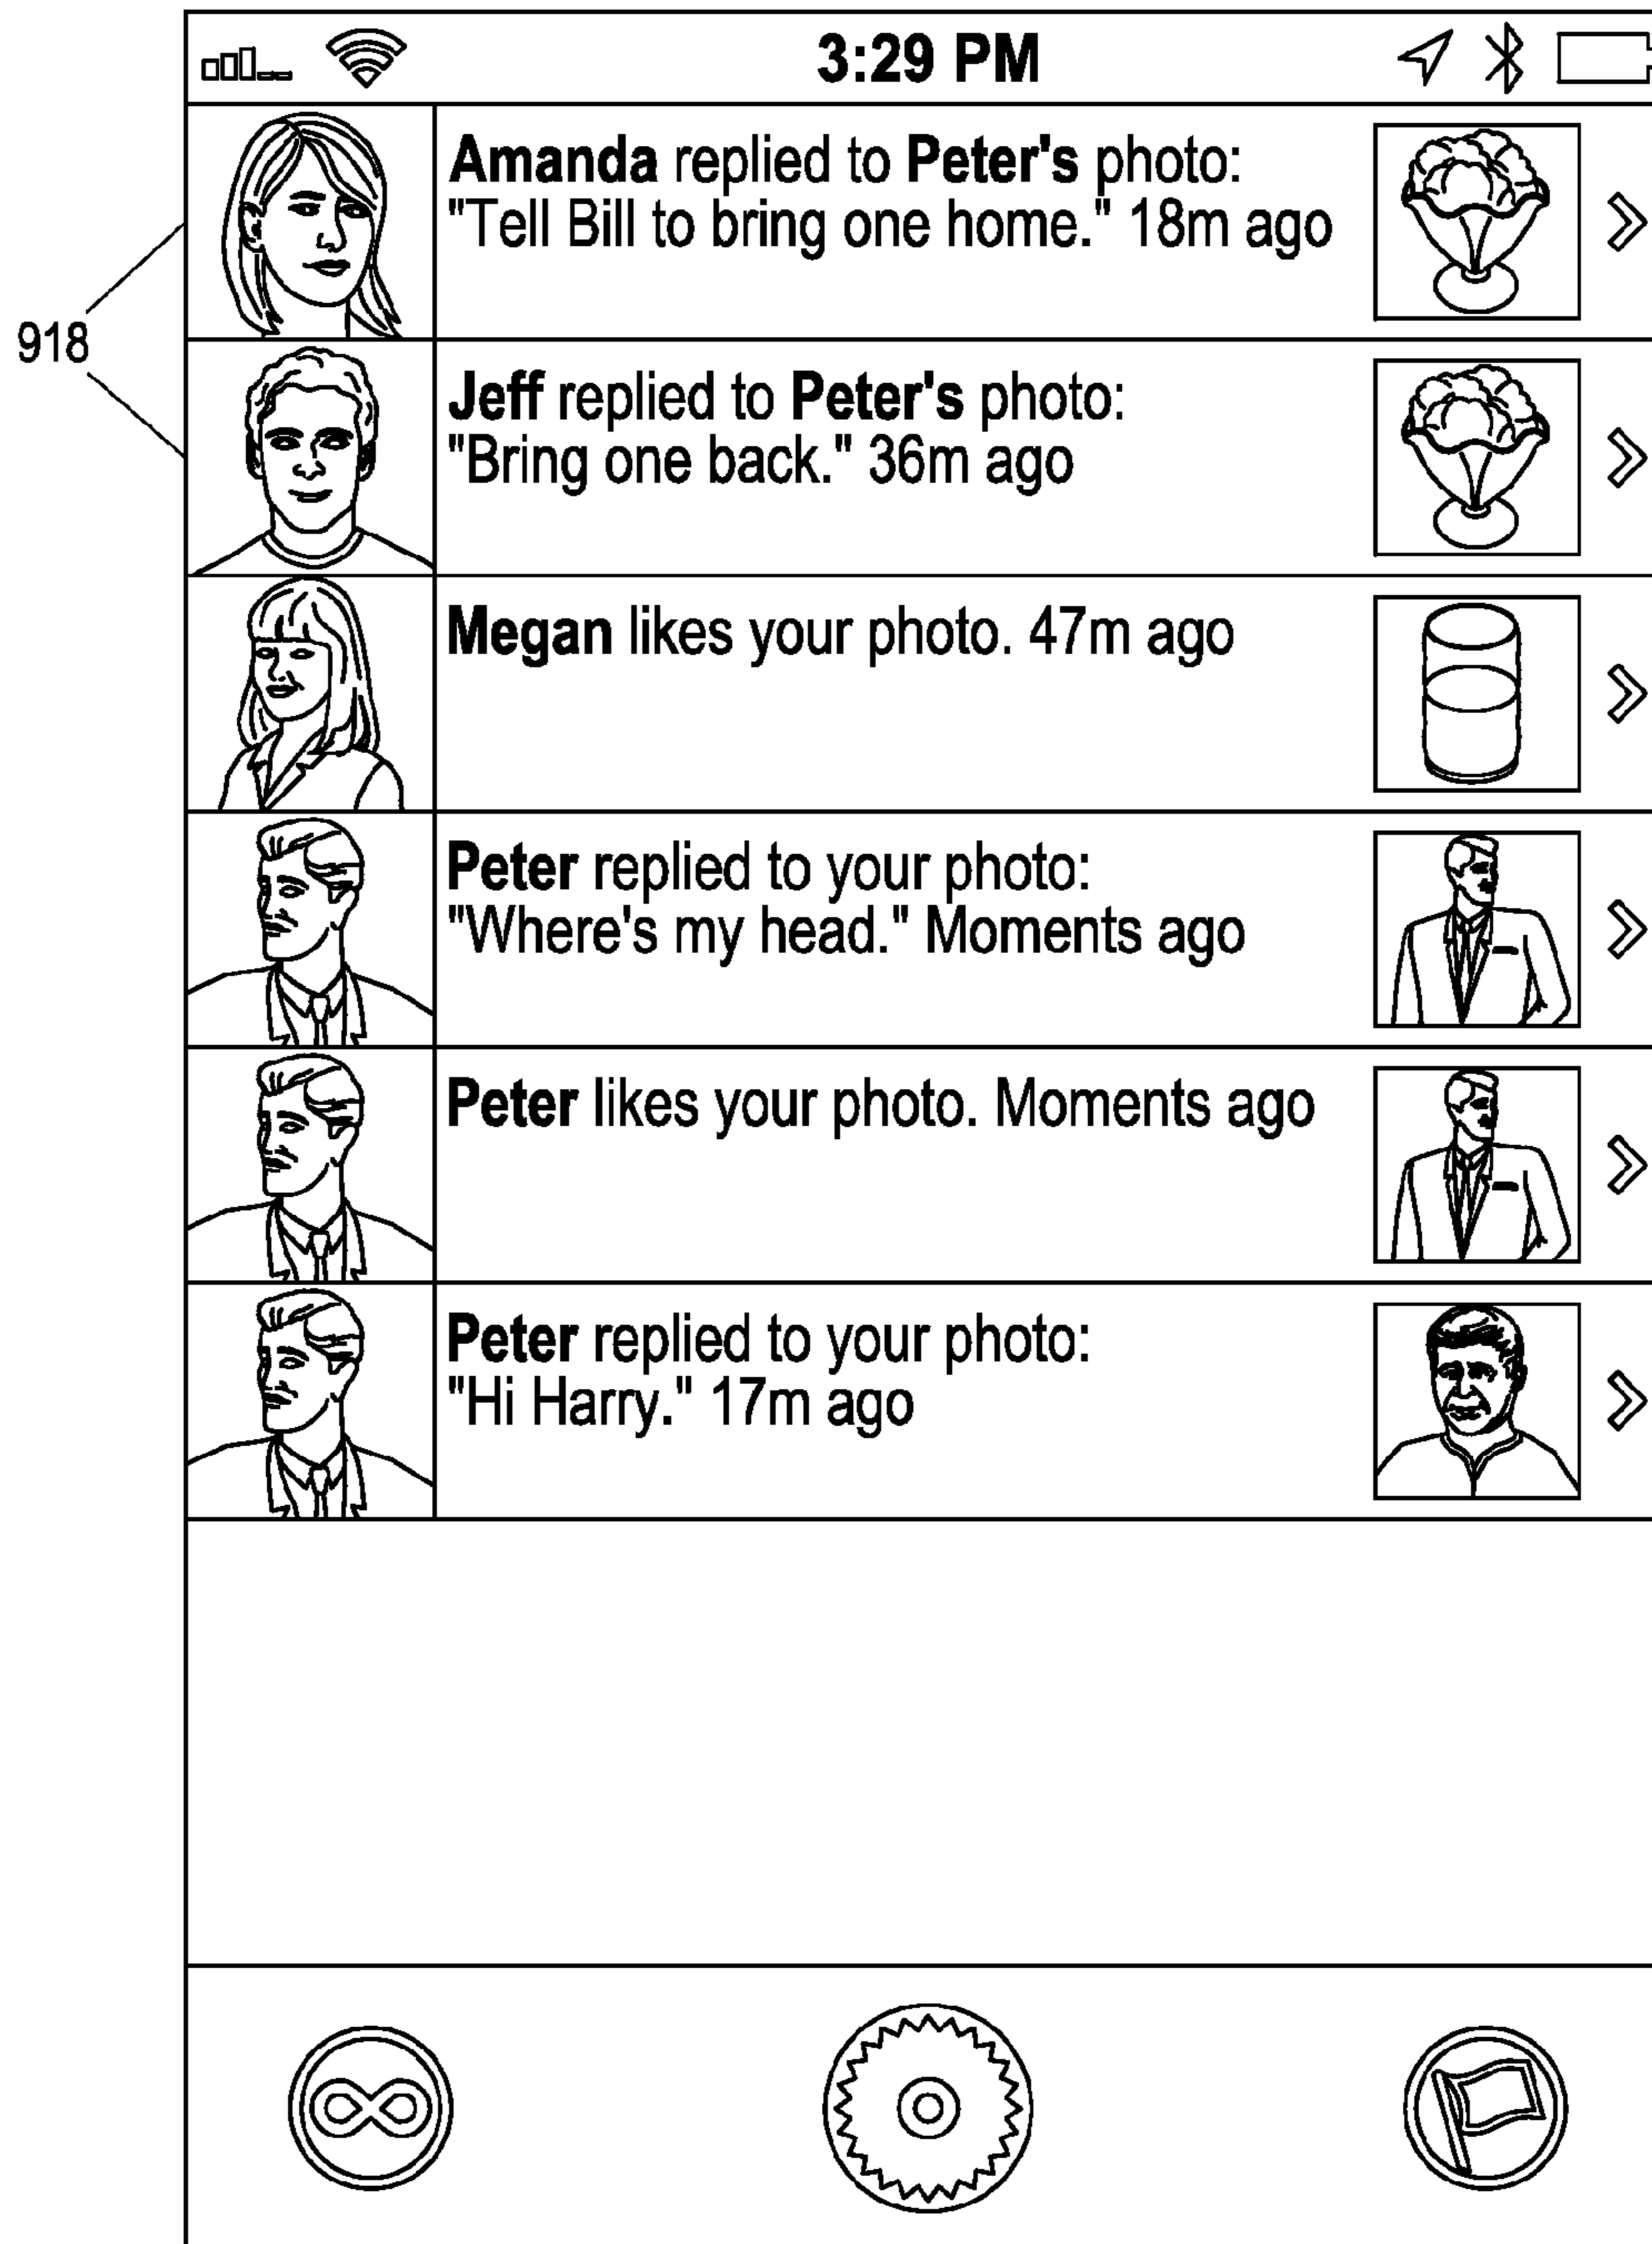 3:29 PM
Amanda replied to Peter's photo:
"Tell Bill to bring one home." 18m ago
918
Jeff replied to Peter's photo:
"Bring one back." 36m ago
Megan likes your photo. 47m ago
Peter replied to your photo:
"Where's my head." Moments ago
Peter likes your photo. Moments ago
Peter replied to your photo:
"Hi Harry." 17m ago